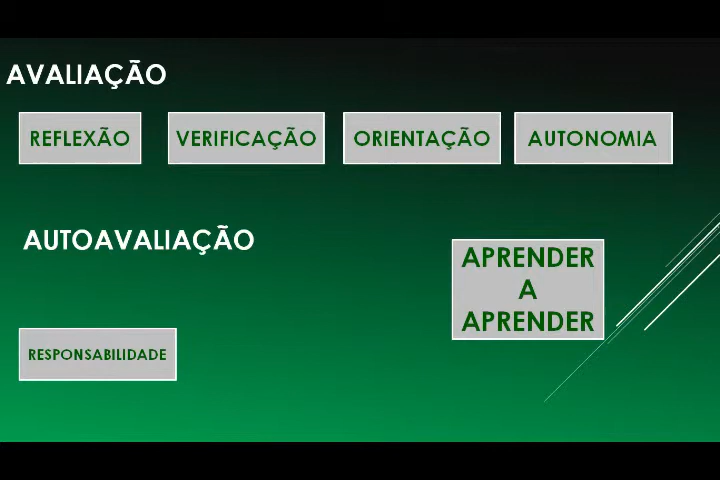 AVALIAÇÃO
REFLEXÃO VERIFICAÇÃO ORIENTAÇÃO AUTONOMIA
AUTOAVALIAÇÃO
APRENDER
A
APRENDER
RESPONSABILIDADE